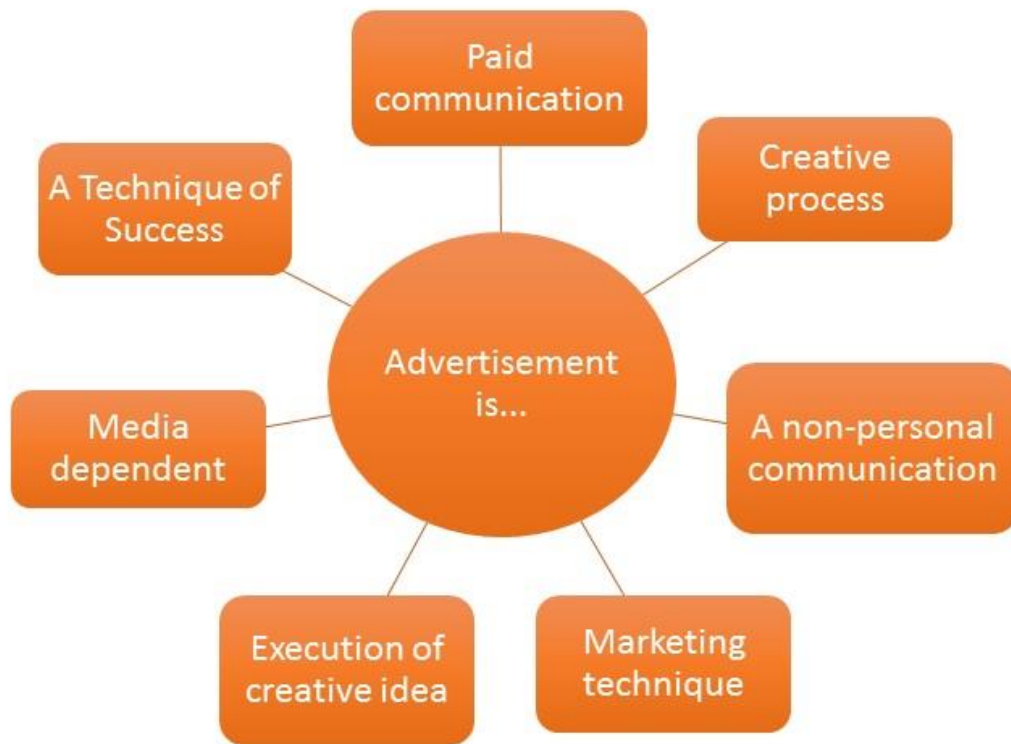 Paid
communication
Creative
process
A non-personal
communication
Marketing
technique
Execution of
creative idea
Media
dependent
A Technique of
Success
Advertisement
is...